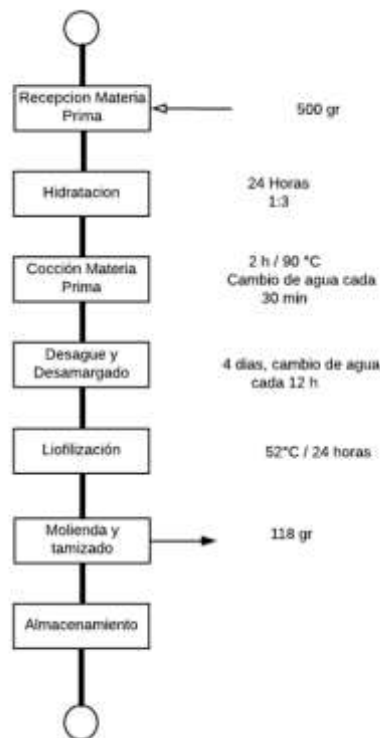 Recepcion Materia
Prima
500 gr
Hidratacion
24 Horas
1:3
Cocción Materia
Prima
2 h / 90 °C
Cambio de agua cada
30 min
Desague y
Desamargado
4 dias, cambio de agua
cada 12 h
Liofilización
52°C / 24 horas
Molienda y
tamizado
118 gr
Almacenamiento